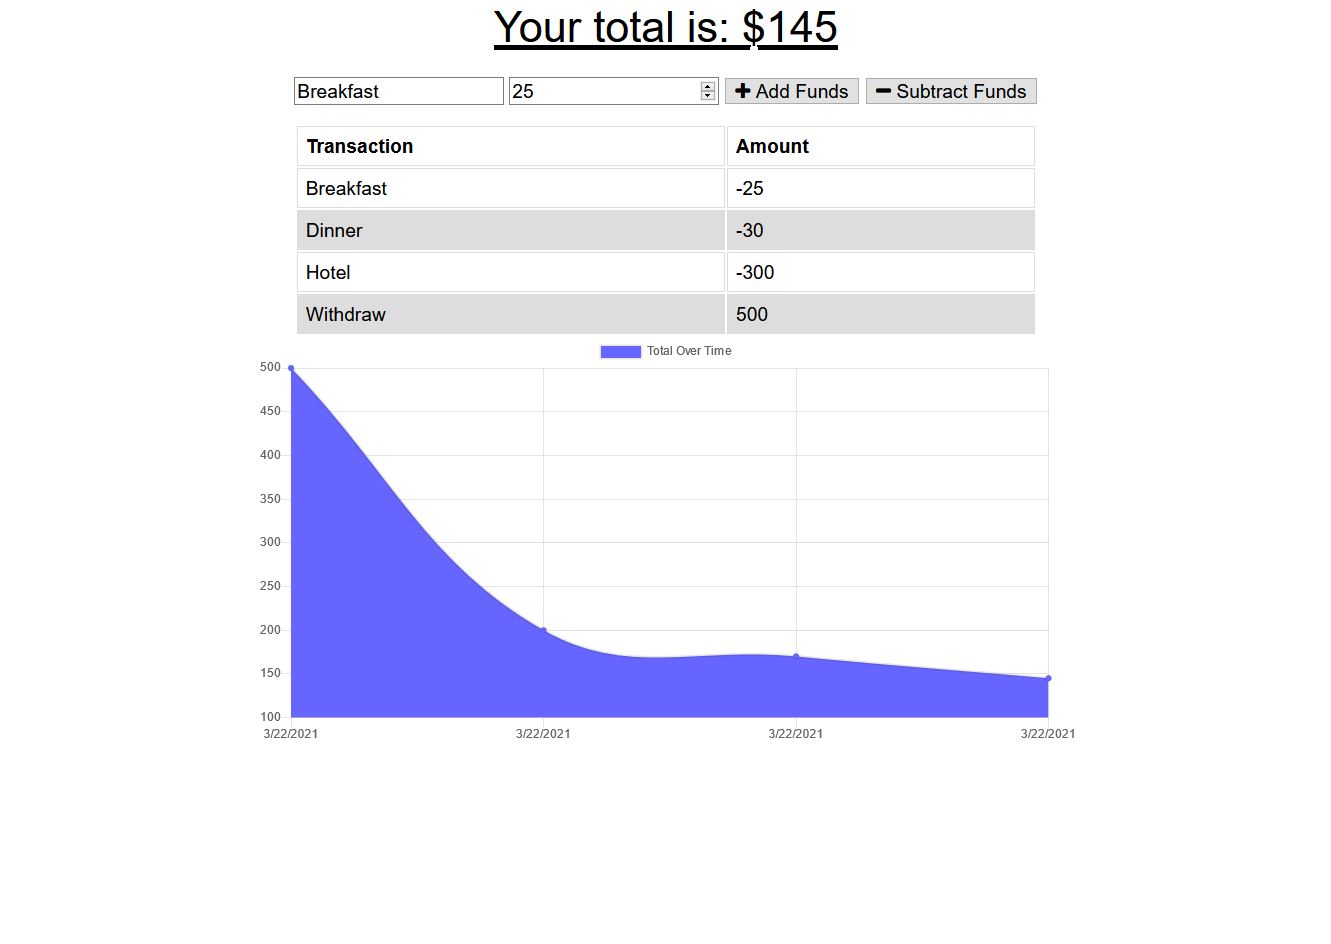 Your total is: $145
Breakfast 25 Add Funds Subtract Funds
Transaction Amount
Breakfast -25
Dinner -30
Hotel -300
Withdraw 500
Total Over Time
500
450
400
350
300
250
200
150
100
3/22/2021 3/22/2021 3/22/2021 3/22/2021